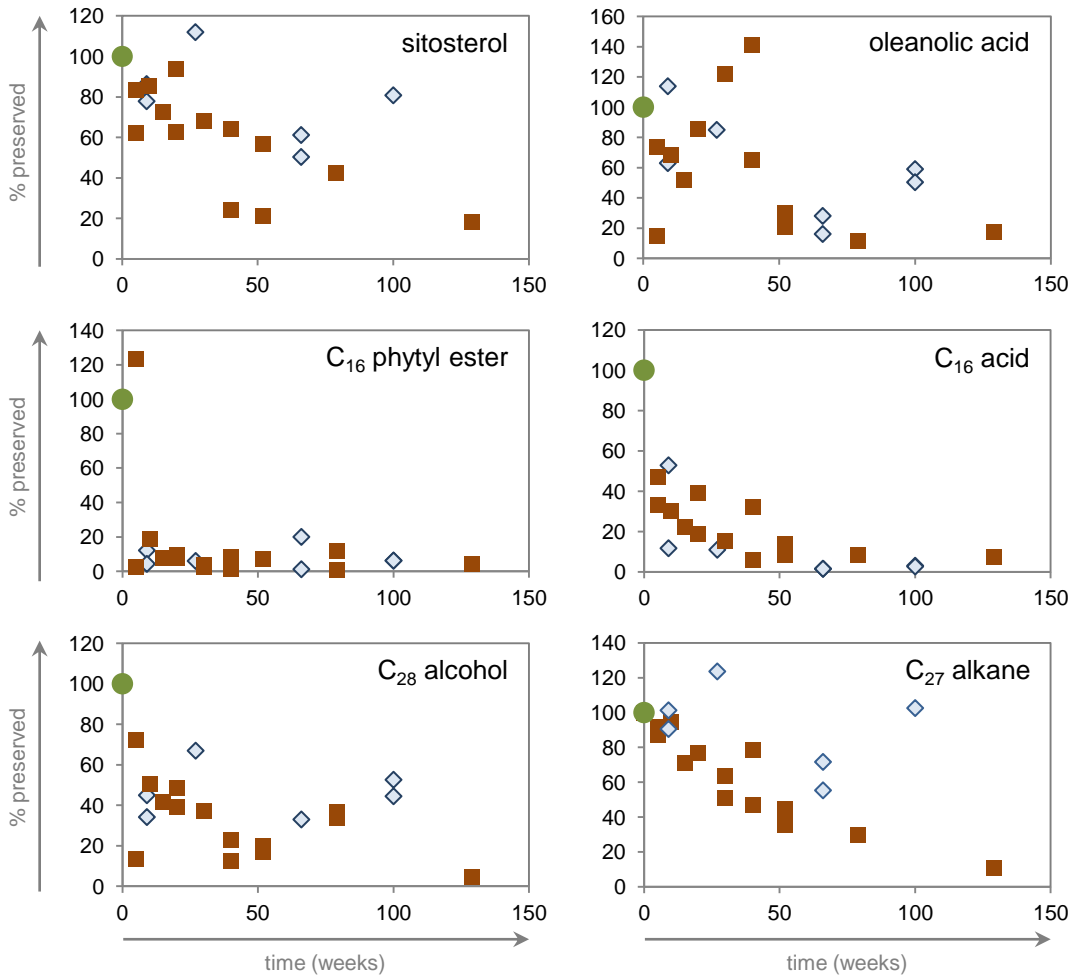 sitosterol
% preserved
120
100
80
60
40
20
0
0 50 100 150
oleanolic acid
160
140
120
100
80
60
40
20
0
0 50 100 150
C₁₆ phytyl ester
% preserved
140
120
100
80
60
40
20
0
0 50 100 150
C₁₆ acid
120
100
80
60
40
20
0
0 50 100 150
C₂₈ alcohol
% preserved
120
100
80
60
40
20
0
0 50 100 150
time (weeks)
C₂₇ alkane
140
120
100
80
60
40
20
0
0 50 100 150
time (weeks)